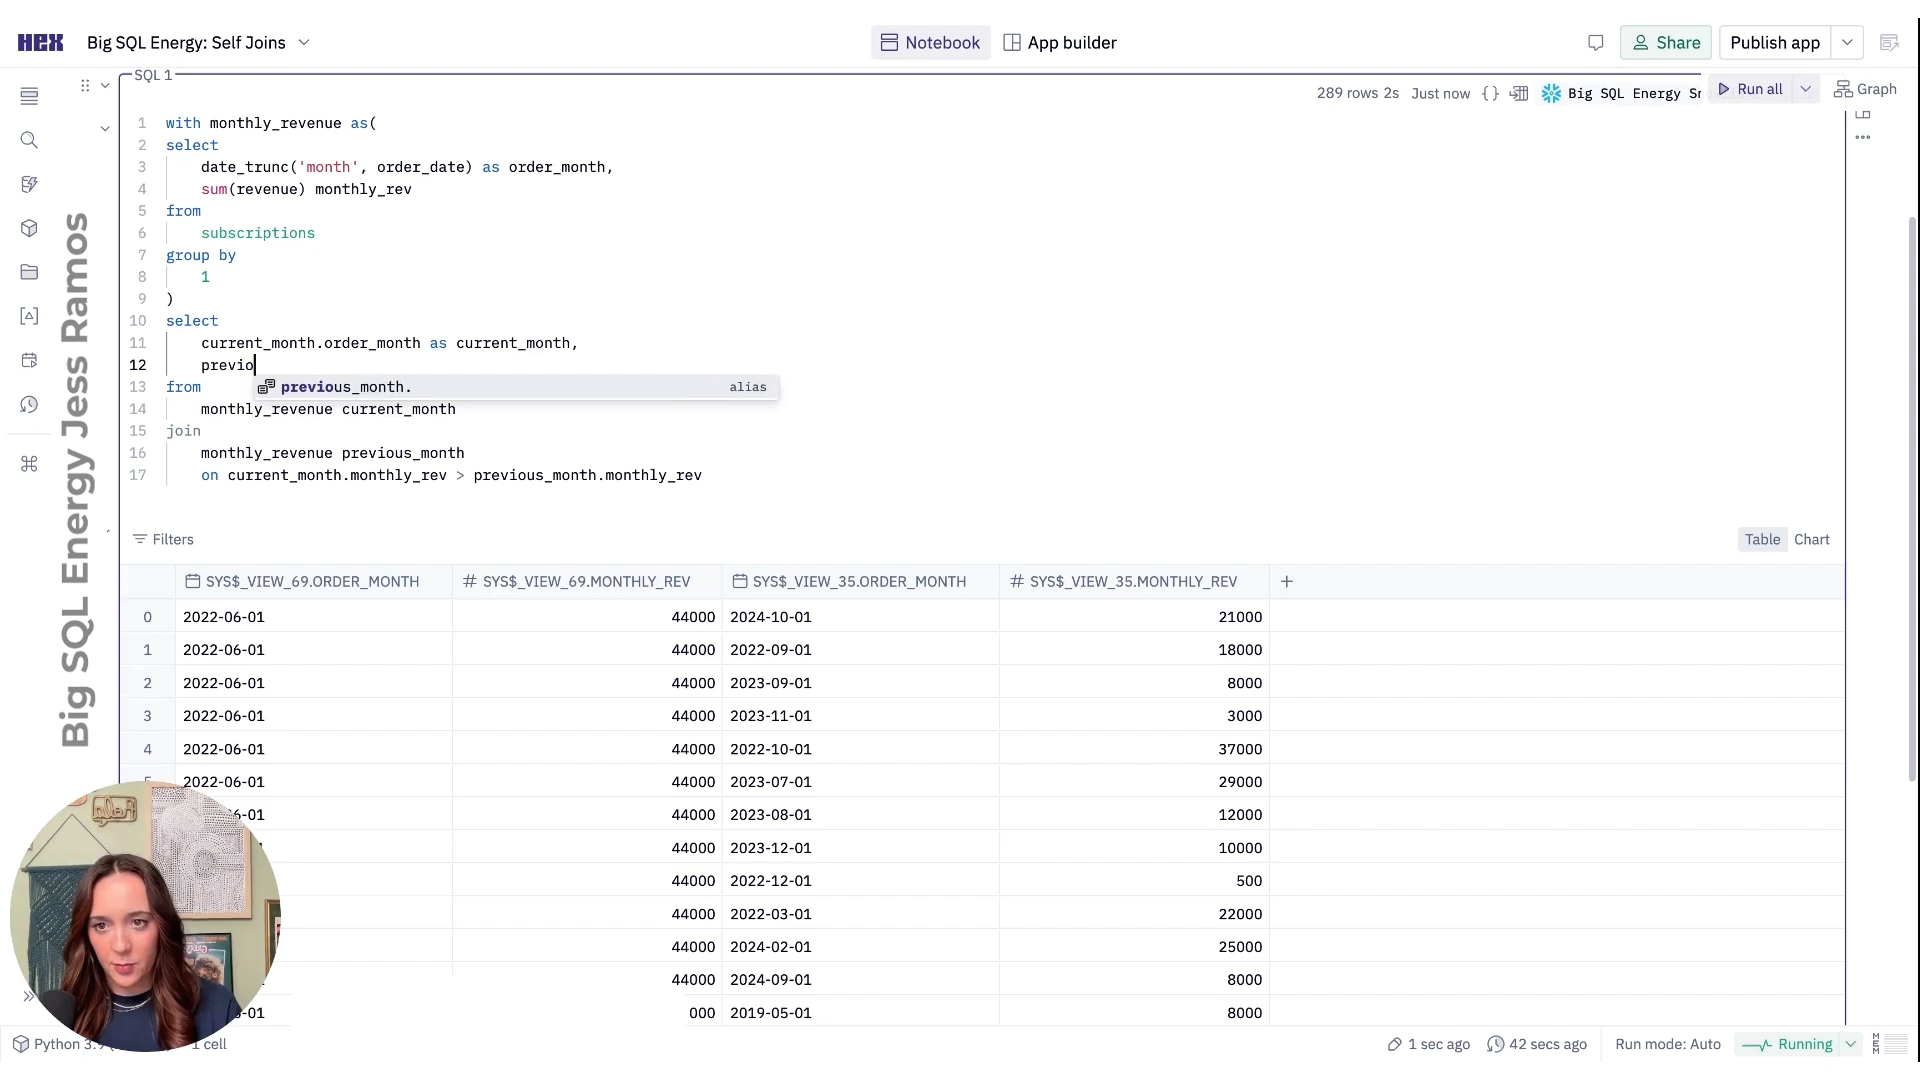 HEX Big SQL Energy: Self Joins
Notebook App builder
Share Publish app
SQL 1
289 rows 2s Just now Big SQL Energy Sn Run all Graph
1 with monthly_revenue as(
2 select
3 date_trunc('month', order_date) as order_month,
4 sum(revenue) monthly_rev
5 from
6 subscriptions
7 group by
8 1
9 )
10 select
11 current_month.order_month as current_month,
12 previo
previous_month. alias
13 from
14 monthly_revenue current_month
15 join
16 monthly_revenue previous_month
17 on current_month.monthly_rev > previous_month.monthly_rev
Big SQL Energy Jess Ramos
Filters Table Chart
SYS$_VIEW_69.ORDER_MONTH # SYS$_VIEW_69.MONTHLY_REV SYS$_VIEW_35.ORDER_MONTH # SYS$_VIEW_35.MONTHLY_REV +
0 2022-06-01 44000 2024-10-01 21000
1 2022-06-01 44000 2022-09-01 18000
2 2022-06-01 44000 2023-09-01 8000
3 2022-06-01 44000 2023-11-01 3000
4 2022-06-01 44000 2022-10-01 37000
5 2022-06-01 44000 2023-07-01 29000
6-01 44000 2023-08-01 12000
44000 2023-12-01 10000
44000 2022-12-01 500
44000 2022-03-01 22000
44000 2024-02-01 25000
44000 2024-09-01 8000
-01 000 2019-05-01 8000
Python 3.9 1 cell 1 sec ago 42 secs ago Run mode: Auto Running MEM